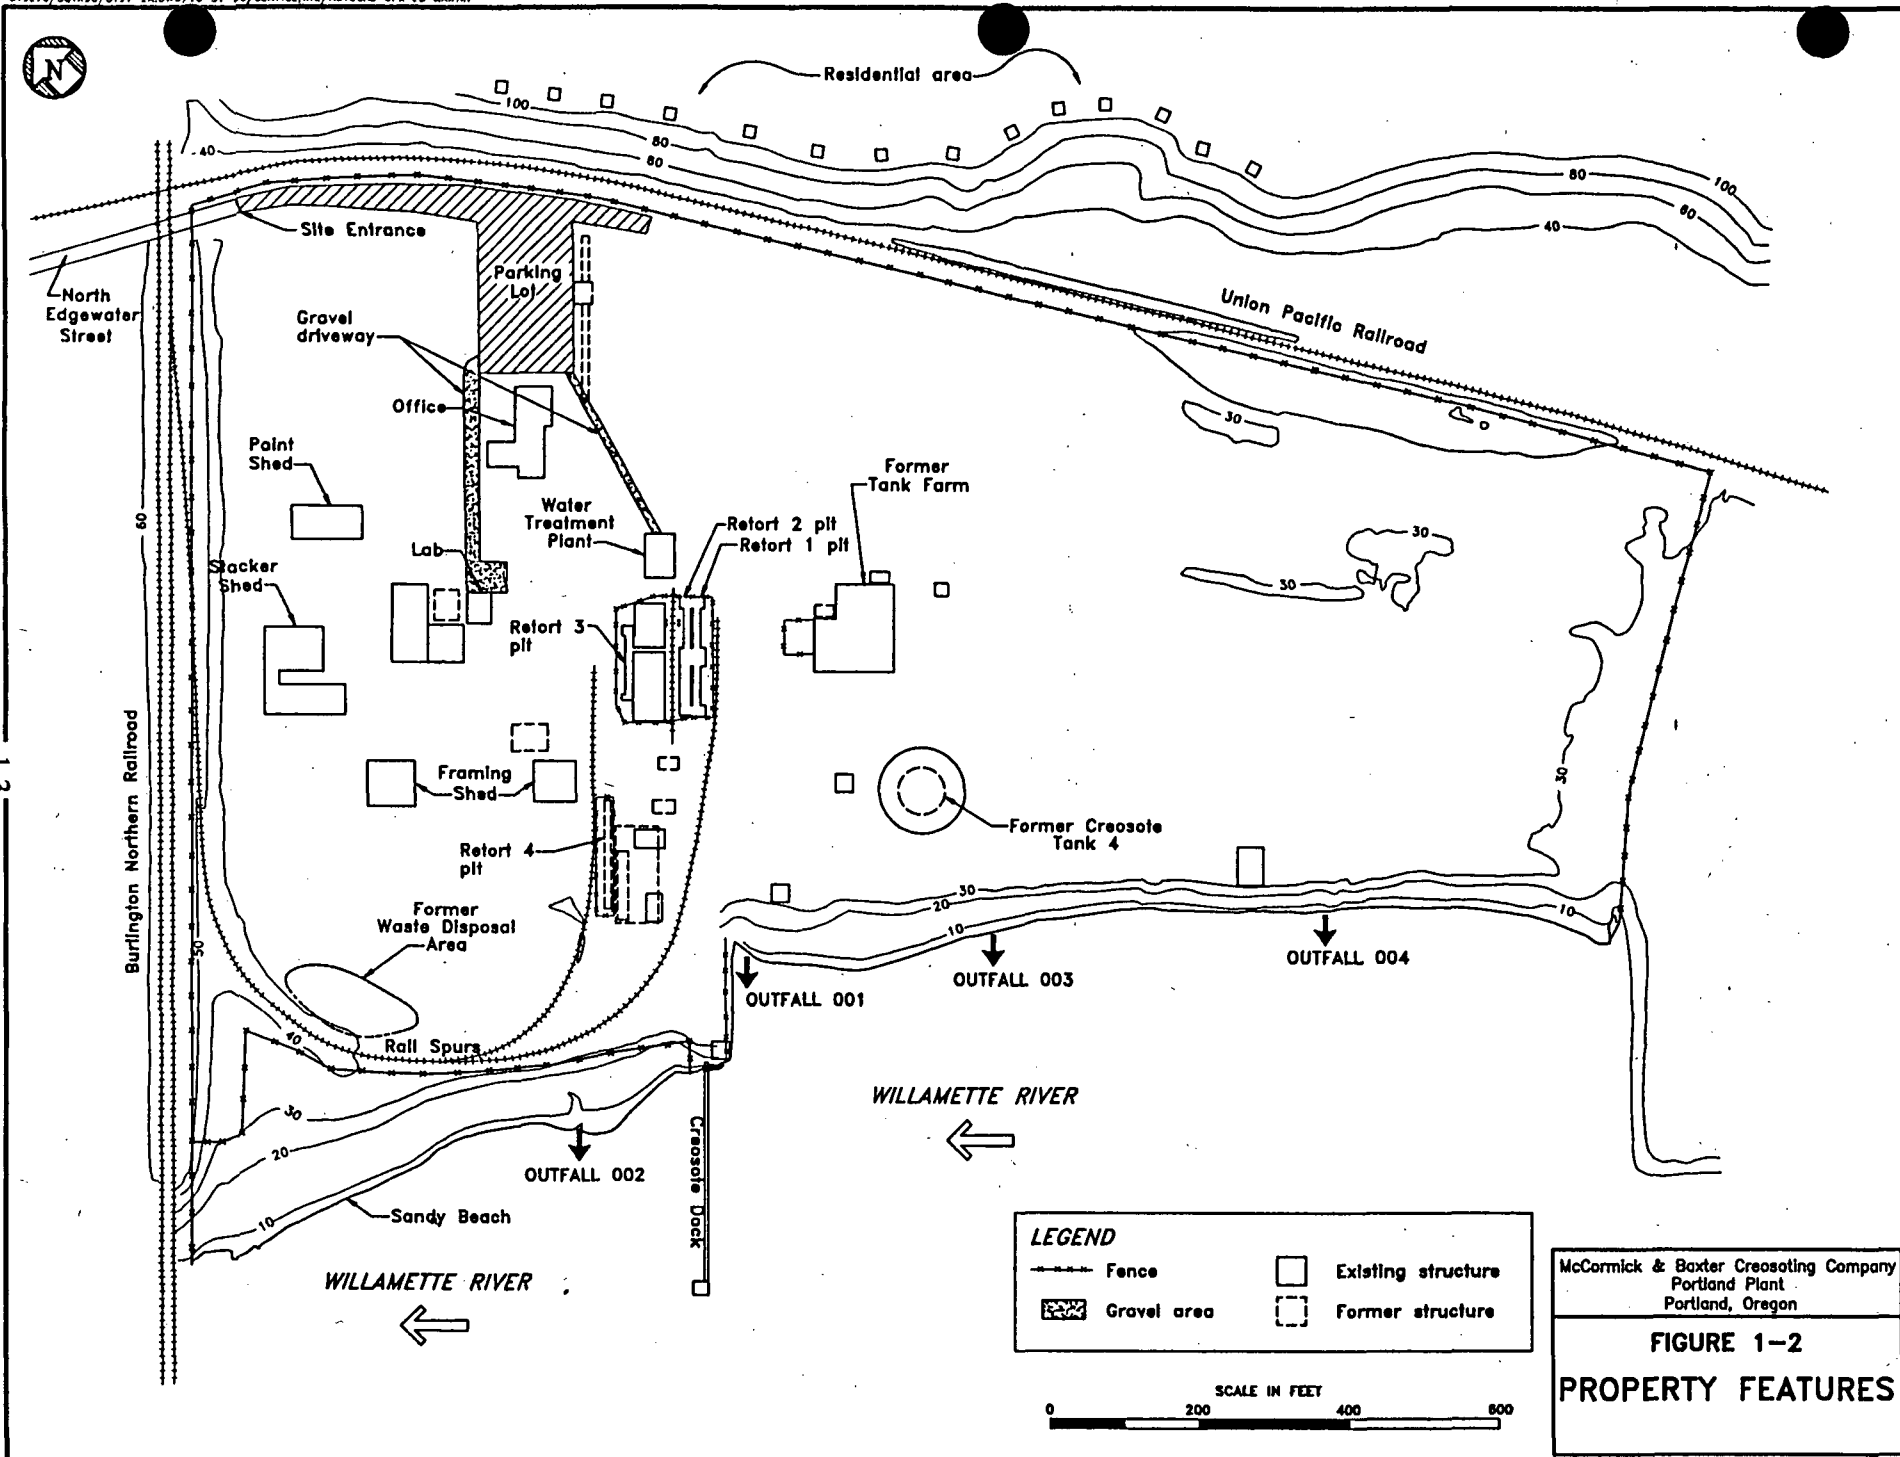 N
Residential area
100
80
60
40
80
100
60
40
Site Entrance
North
Edgewater
Street
Parking
Lot
Gravel
driveway
Union Pacific Railroad
Office
30
Paint
Shed
Former
Tank Farm
Water
Treatment
Plant
Retort 2 pit
Retort 1 pit
60
30
Lab
Stacker
Shed
30
Retort 3
pit
Burlington Northern Railroad
30
Framing
Shed
Former Creosote
Tank 4
Retort 4
pit
30
20
10
10
Former
Waste Disposal
Area
50
OUTFALL 001
OUTFALL 003
OUTFALL 004
40
Rail Spurs
WILLAMETTE RIVER
30
20
OUTFALL 002
Creosote Dock
10
Sandy Beach
WILLAMETTE RIVER
LEGEND
Fence
Existing structure
Gravel area
Former structure
McCormick & Baxter Creosoting Company
Portland Plant
Portland, Oregon
FIGURE 1-2
PROPERTY FEATURES
SCALE IN FEET
0 200 400 600